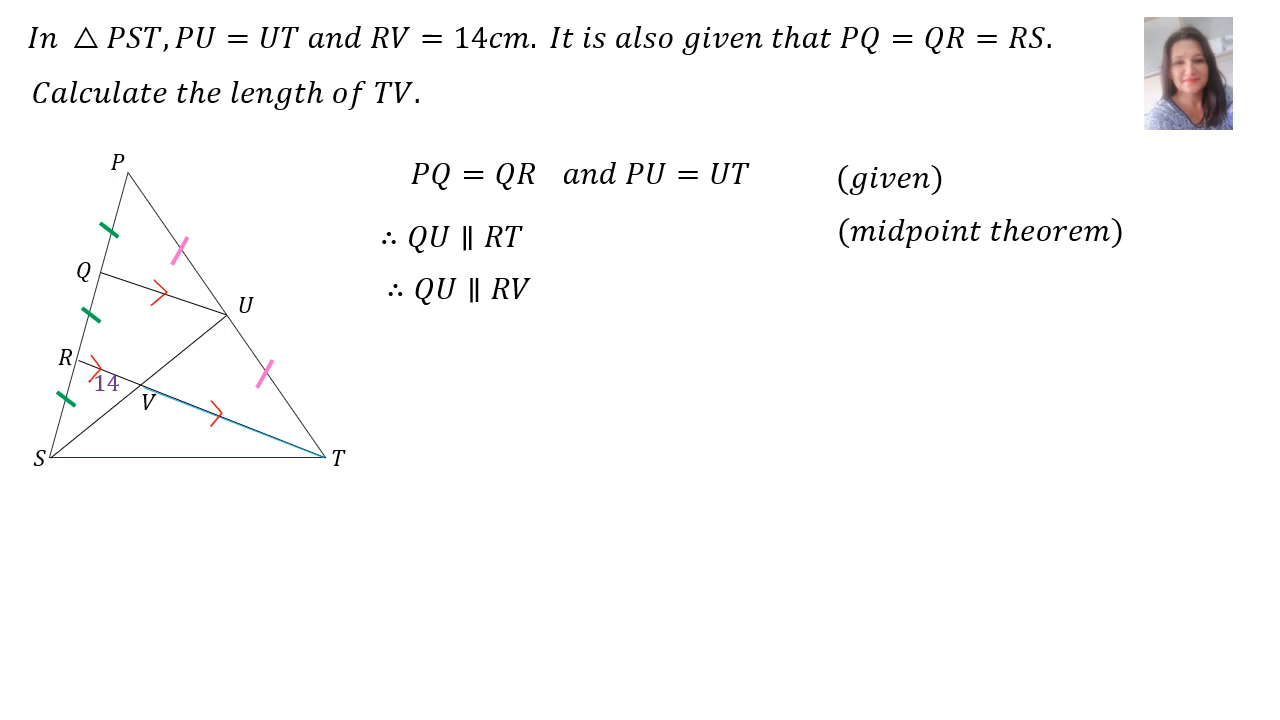 In △ PST, PU = UT and RV = 14cm. It is also given that PQ = QR = RS.
Calculate the length of TV.
PQ = QR and PU = UT (given)
∴ QU ∥ RT (midpoint theorem)
∴ QU ∥ RV
P
Q
U
R
14
V
S
T